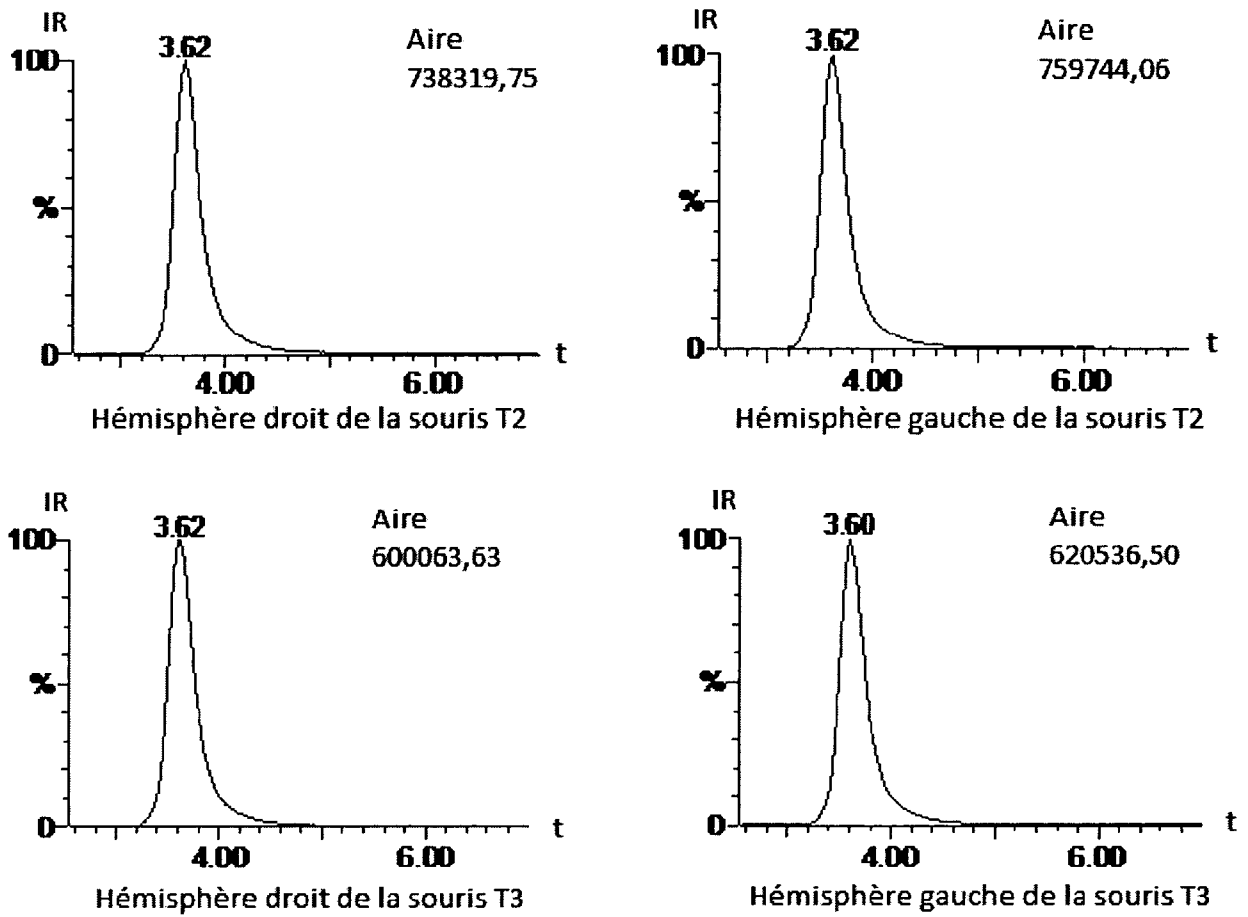 IR
3.62
Aire
738319,75
100
%
0
4.00
6.00
t
Hémisphère droit de la souris T2
IR
3.62
Aire
759744,06
100
%
0
4.00
6.00
t
Hémisphère gauche de la souris T2
IR
3.62
Aire
600063,63
100
%
0
4.00
6.00
t
Hémisphère droit de la souris T3
IR
3.60
Aire
620536,50
100
%
0
4.00
6.00
t
Hémisphère gauche de la souris T3